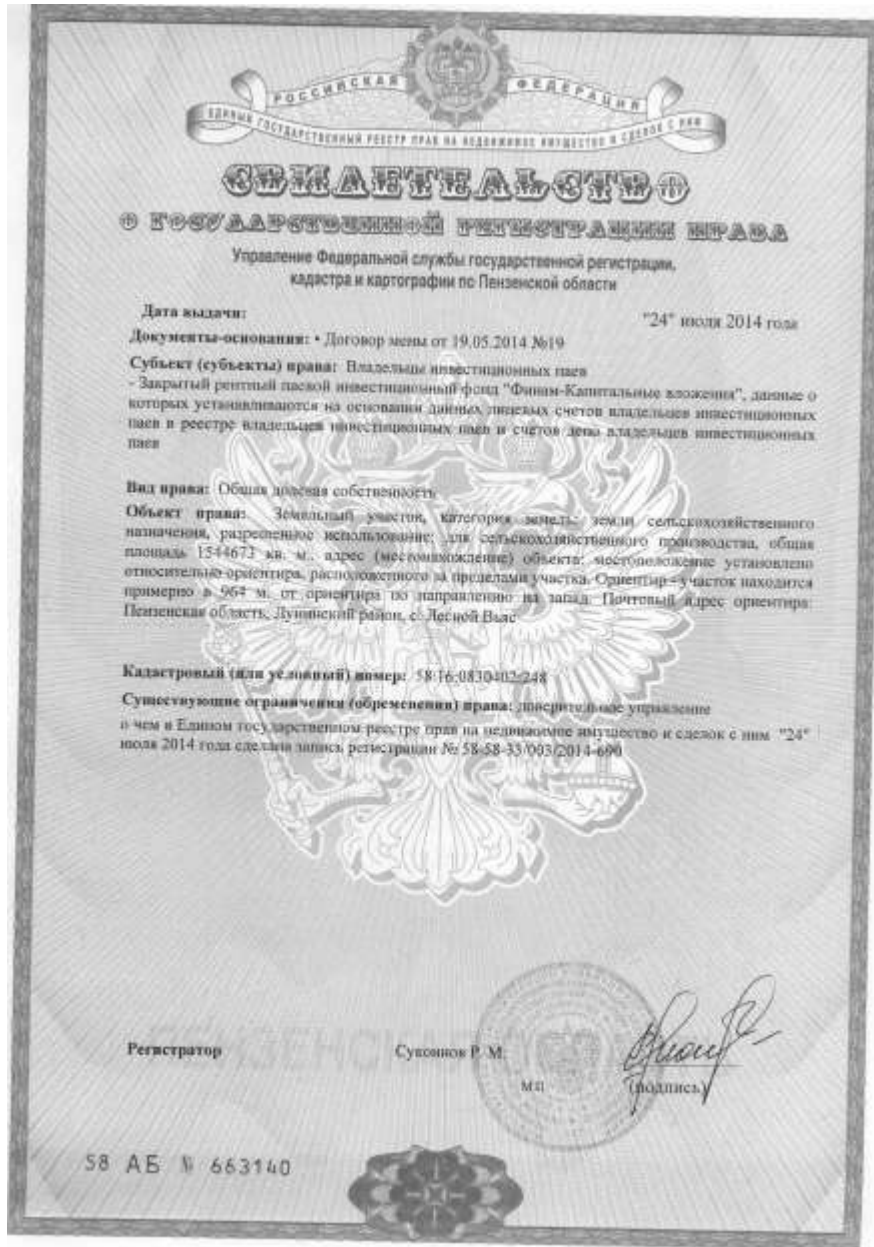 РОССИЙСКАЯ ФЕДЕРАЦИЯ
ЕДИНЫЙ ГОСУДАРСТВЕННЫЙ РЕЕСТР ПРАВ НА НЕДВИЖИМОЕ ИМУЩЕСТВО И СДЕЛОК С НИМ
СВИДЕТЕЛЬСТВО
О ГОСУДАРСТВЕННОЙ РЕГИСТРАЦИИ ПРАВА
Управление Федеральной службы государственной регистрации,
кадастра и картографии по Пензенской области
Дата выдачи: "24" июля 2014 года
Документы-основания: • Договор мены от 19.05.2014 №19
Субъект (субъекты) права: Владельцы инвестиционных паев
- Закрытый рентный паевой инвестиционный фонд "Финам-Капитальные вложения", данные о
которых устанавливаются на основании данных лицевых счетов владельцев инвестиционных
паев в реестре владельцев инвестиционных паев и счетов депо владельцев инвестиционных
паев
Вид права: Общая долевая собственность
Объект права: Земельный участок, категория земель: земли сельскохозяйственного
назначения, разрешенное использование: для сельскохозяйственного производства, общая
площадь 1544673 кв. м., адрес (местонахождение) объекта: местоположение установлено
относительно ориентира, расположенного за пределами участка. Ориентир - участок находится
примерно в 964 м. от ориентира по направлению на запад. Почтовый адрес ориентира:
Пензенская область, Лунинский район, с. Лесной Вьяс
Кадастровый (или условный) номер: 58:16:0830402:248
Существующие ограничения (обременения) права: доверительное управление
о чем в Едином государственном реестре прав на недвижимое имущество и сделок с ним "24"
июля 2014 года сделана запись регистрации № 58-58-33/003/2014-690
Регистратор
М.П. (подпись)
58 АБ № 663140